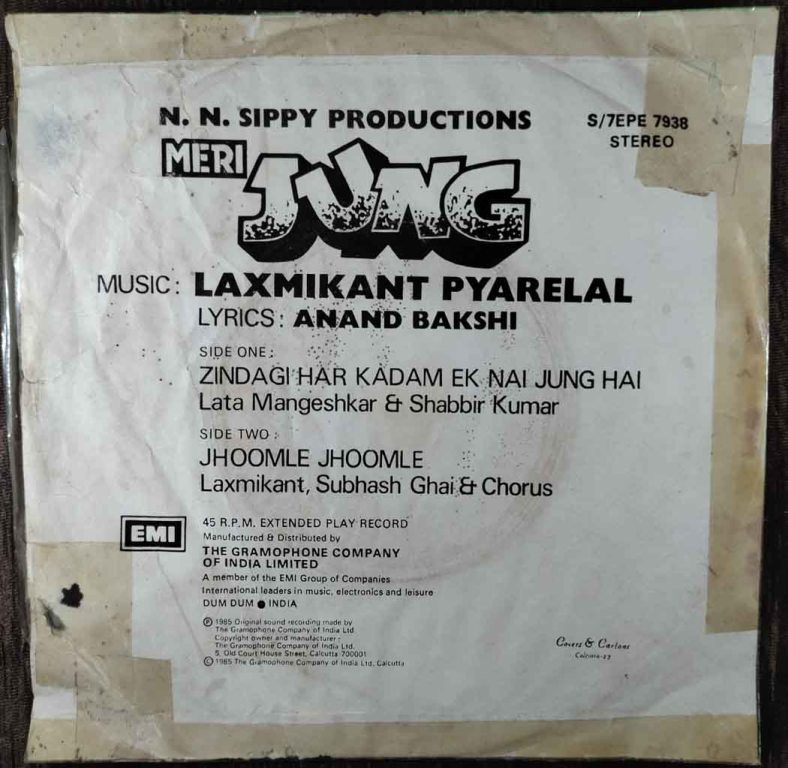 N. N. SIPPY PRODUCTIONS
S/7EPE 7938
STEREO
MERI JUNG
MUSIC: LAXMIKANT PYARELAL
LYRICS: ANAND BAKSHI
SIDE ONE:
ZINDAGI HAR KADAM EK NAI JUNG HAI
Lata Mangeshkar & Shabbir Kumar
SIDE TWO:
JHOOMLE JHOOMLE
Laxmikant, Subhash Ghai & Chorus
EMI
45 R.P.M. EXTENDED PLAY RECORD
Manufactured & Distributed by
THE GRAMOPHONE COMPANY
OF INDIA LIMITED
A member of the EMI Group of Companies
International leaders in music, electronics and leisure
DUM DUM ● INDIA
℗ 1985 Original sound recording made by
The Gramophone Company of India Ltd.
Copyright owner and manufacturer:
The Gramophone Company of India Ltd.
5, Old Court House Street, Calcutta 700001
© 1985 The Gramophone Company of India Ltd, Calcutta
Covers & Cartons
Calcutta-27